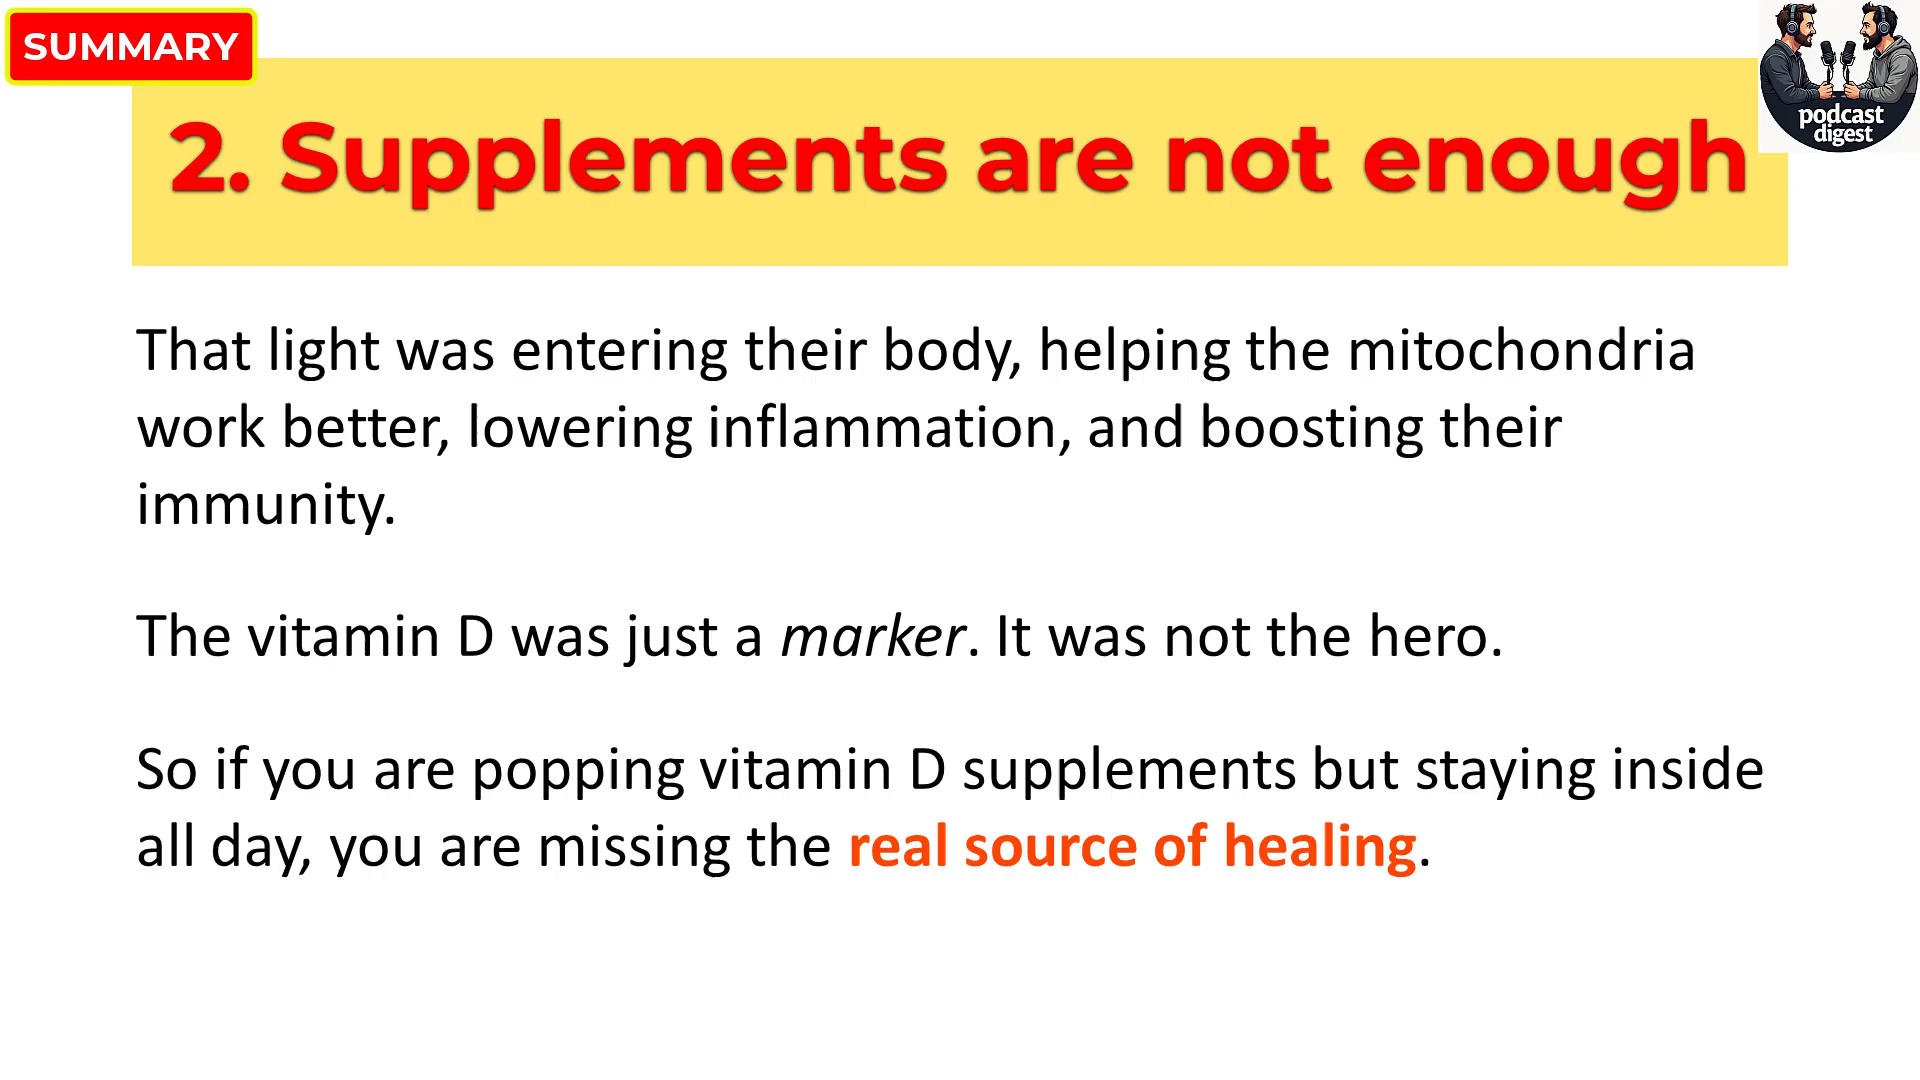 SUMMARY
podcast
digest
2. Supplements are not enough
That light was entering their body, helping the mitochondria
work better, lowering inflammation, and boosting their
immunity.
The vitamin D was just a marker. It was not the hero.
So if you are popping vitamin D supplements but staying inside
all day, you are missing the real source of healing.